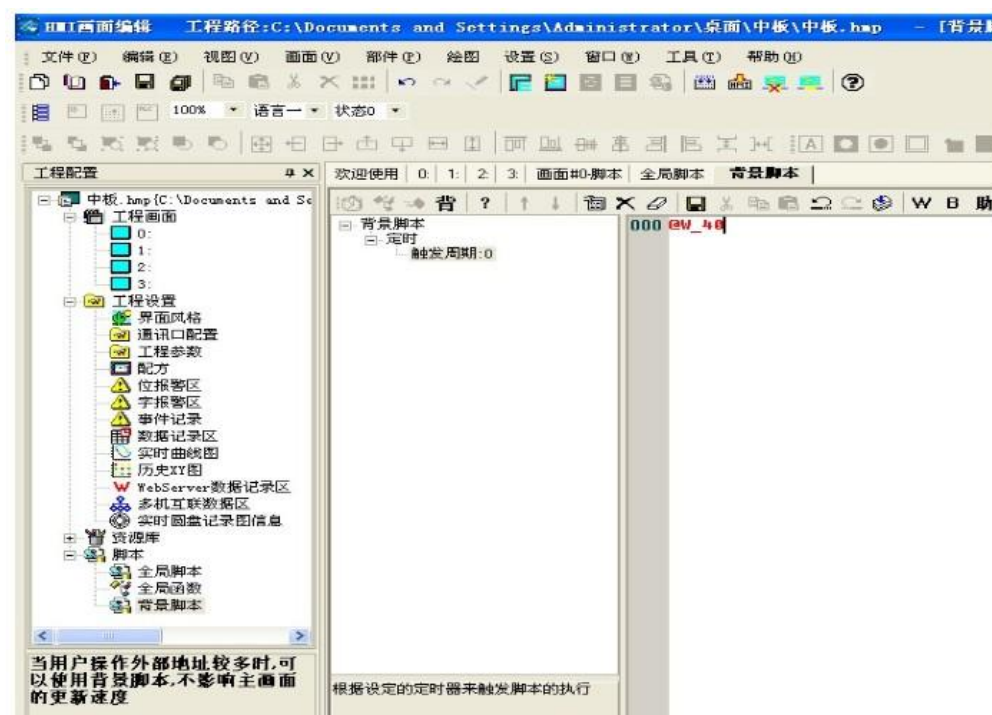 HMI画面编辑 工程路径:C:\Documents and Settings\Administrator\桌面\中板\中板.hmp - [背景脚
文件(F) 编辑(E) 视图(V) 画面(V) 部件(P) 绘图 设置(S) 窗口(W) 工具(T) 帮助(H)
100% 语言一 状态0
工程配置
欢迎使用 0: 1: 2: 3: 画面#0-脚本 全局脚本 背景脚本
中板.hmp{C:\Documents and Se
工程画面
0:
1:
2:
3:
工程设置
界面风格
通讯口配置
工程参数
配方
位报警区
字报警区
事件记录
数据记录区
实时曲线图
历史XY图
WebServer数据记录区
多机互联数据区
实时圆盘记录图信息
资源库
脚本
全局脚本
全局函数
背景脚本
当用户操作外部地址较多时,可
以使用背景脚本,不影响主画面
的更新速度
背 ? W B 助
背景脚本
定时
触发周期:0
000 @W_40
根据设定的定时器来触发脚本的执行